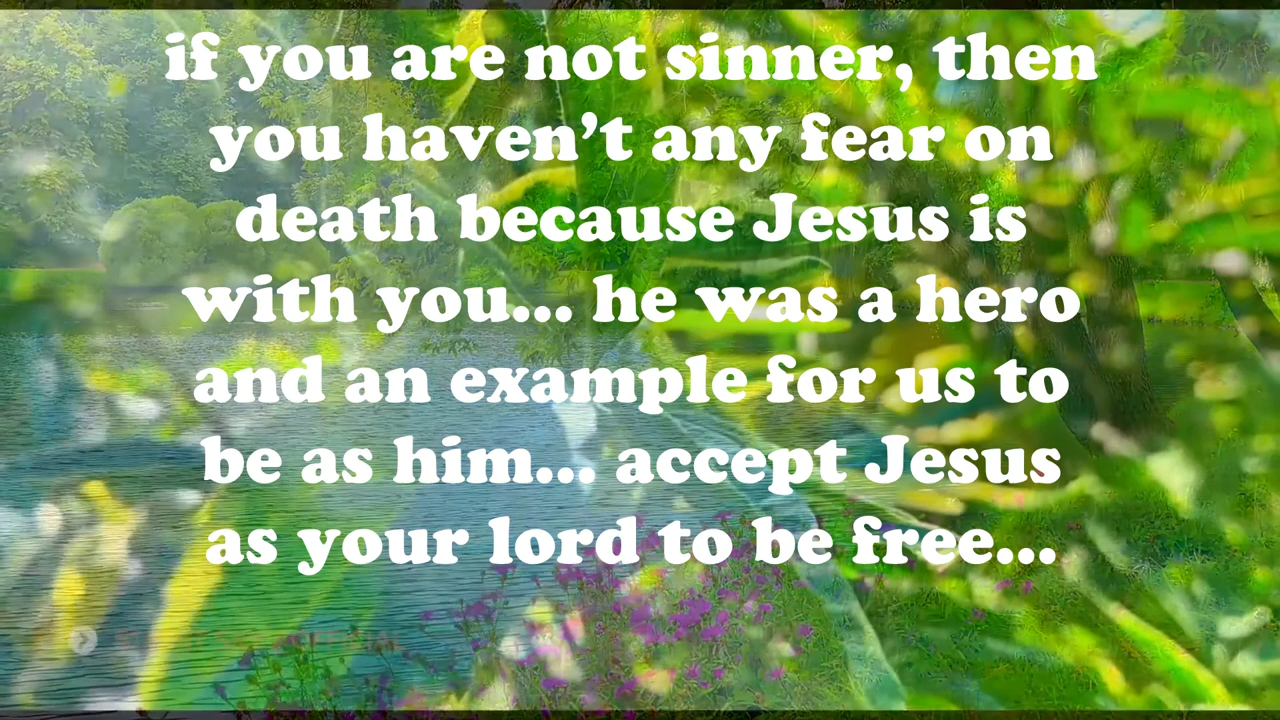 if you are not sinner, then
you haven't any fear on
death because Jesus is
with you... he was a hero
and an example for us to
be as him... accept Jesus
as your lord to be free...